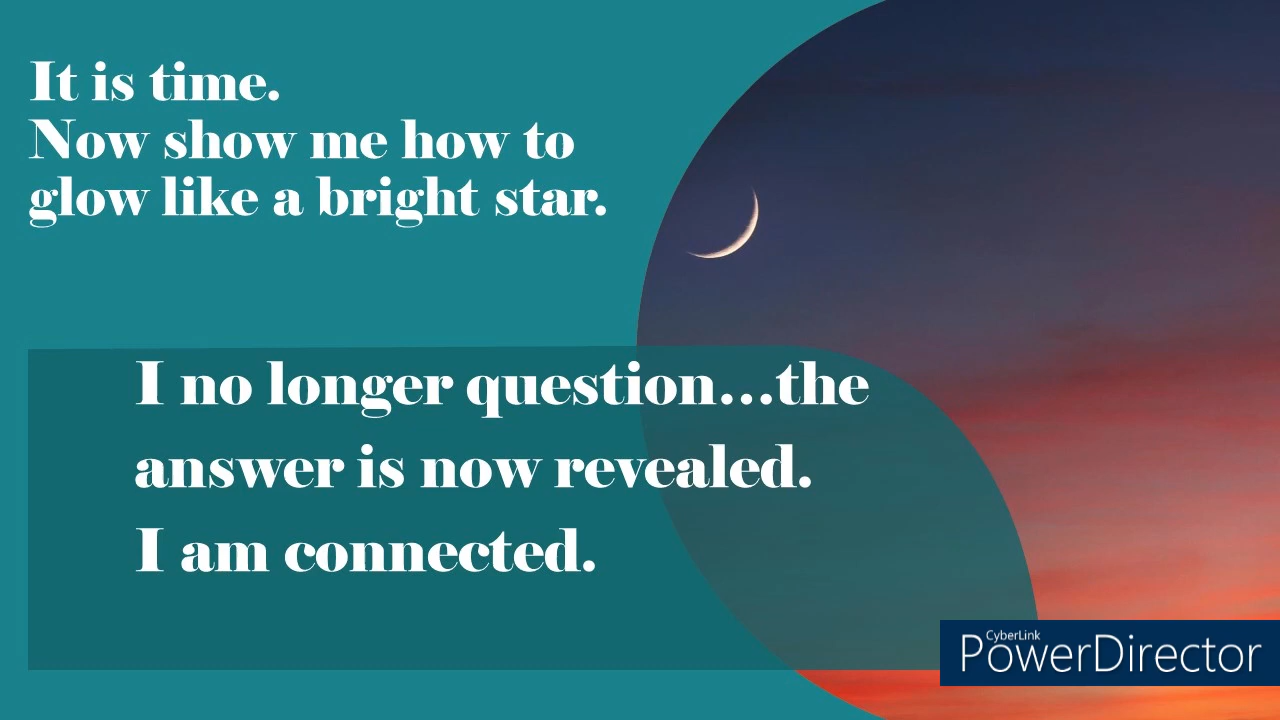 It is time.
Now show me how to
glow like a bright star.
I no longer question...the
answer is now revealed.
I am connected.
CyberLink
PowerDirector